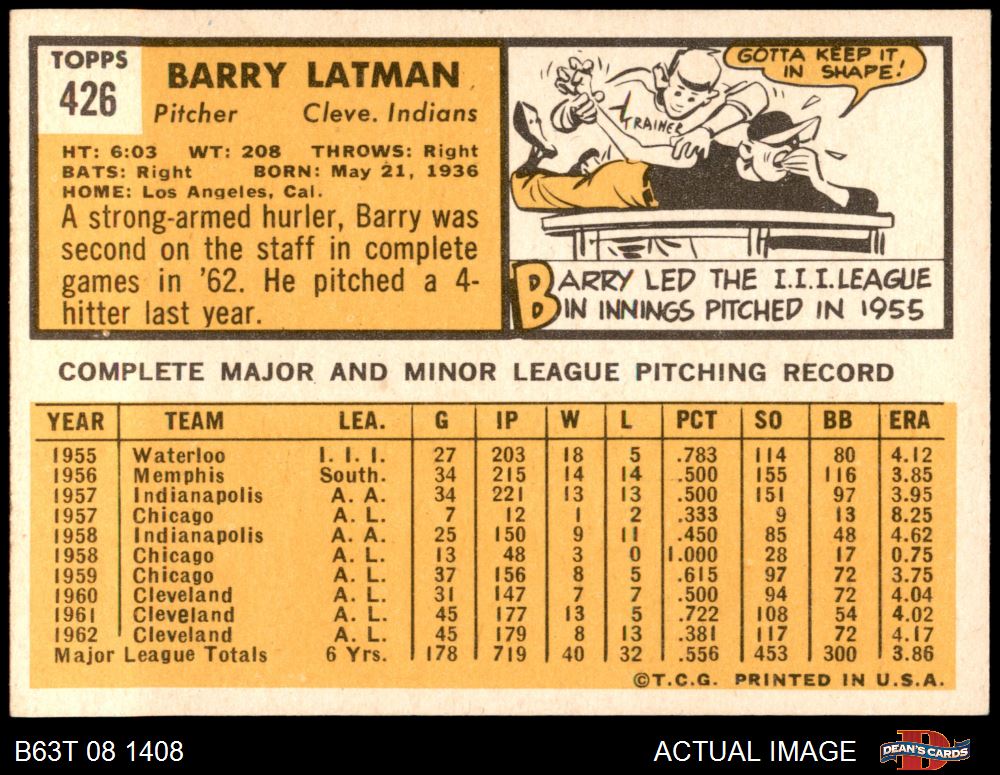 TOPPS
426
BARRY LATMAN
Pitcher Cleve. Indians
HT: 6:03 WT: 208 THROWS: Right
BATS: Right BORN: May 21, 1936
HOME: Los Angeles, Cal.
A strong-armed hurler, Barry was
second on the staff in complete
games in '62. He pitched a 4-
hitter last year.
GOTTA KEEP IT
IN SHAPE!
TRAINER
BARRY LED THE I.I.I. LEAGUE
IN INNINGS PITCHED IN 1955
COMPLETE MAJOR AND MINOR LEAGUE PITCHING RECORD
YEAR TEAM LEA. G IP W L PCT SO BB ERA
1955 Waterloo I. I. I. 27 203 18 5 .783 114 80 4.12
1956 Memphis South. 34 215 14 14 .500 155 116 3.85
1957 Indianapolis A. A. 34 221 13 13 .500 151 97 3.95
1957 Chicago A. L. 7 12 1 2 .333 9 13 8.25
1958 Indianapolis A. A. 25 150 9 11 .450 85 48 4.62
1958 Chicago A. L. 13 48 3 0 1.000 28 17 0.75
1959 Chicago A. L. 37 156 8 5 .615 97 72 3.75
1960 Cleveland A. L. 31 147 7 7 .500 94 72 4.04
1961 Cleveland A. L. 45 177 13 5 .722 108 54 4.02
1962 Cleveland A. L. 45 179 8 13 .381 117 72 4.17
Major League Totals 6 Yrs. 178 719 40 32 .556 453 300 3.86
©T.C.G. PRINTED IN U.S.A.
B63T 08 1408
ACTUAL IMAGE
D
DEAN'S CARDS